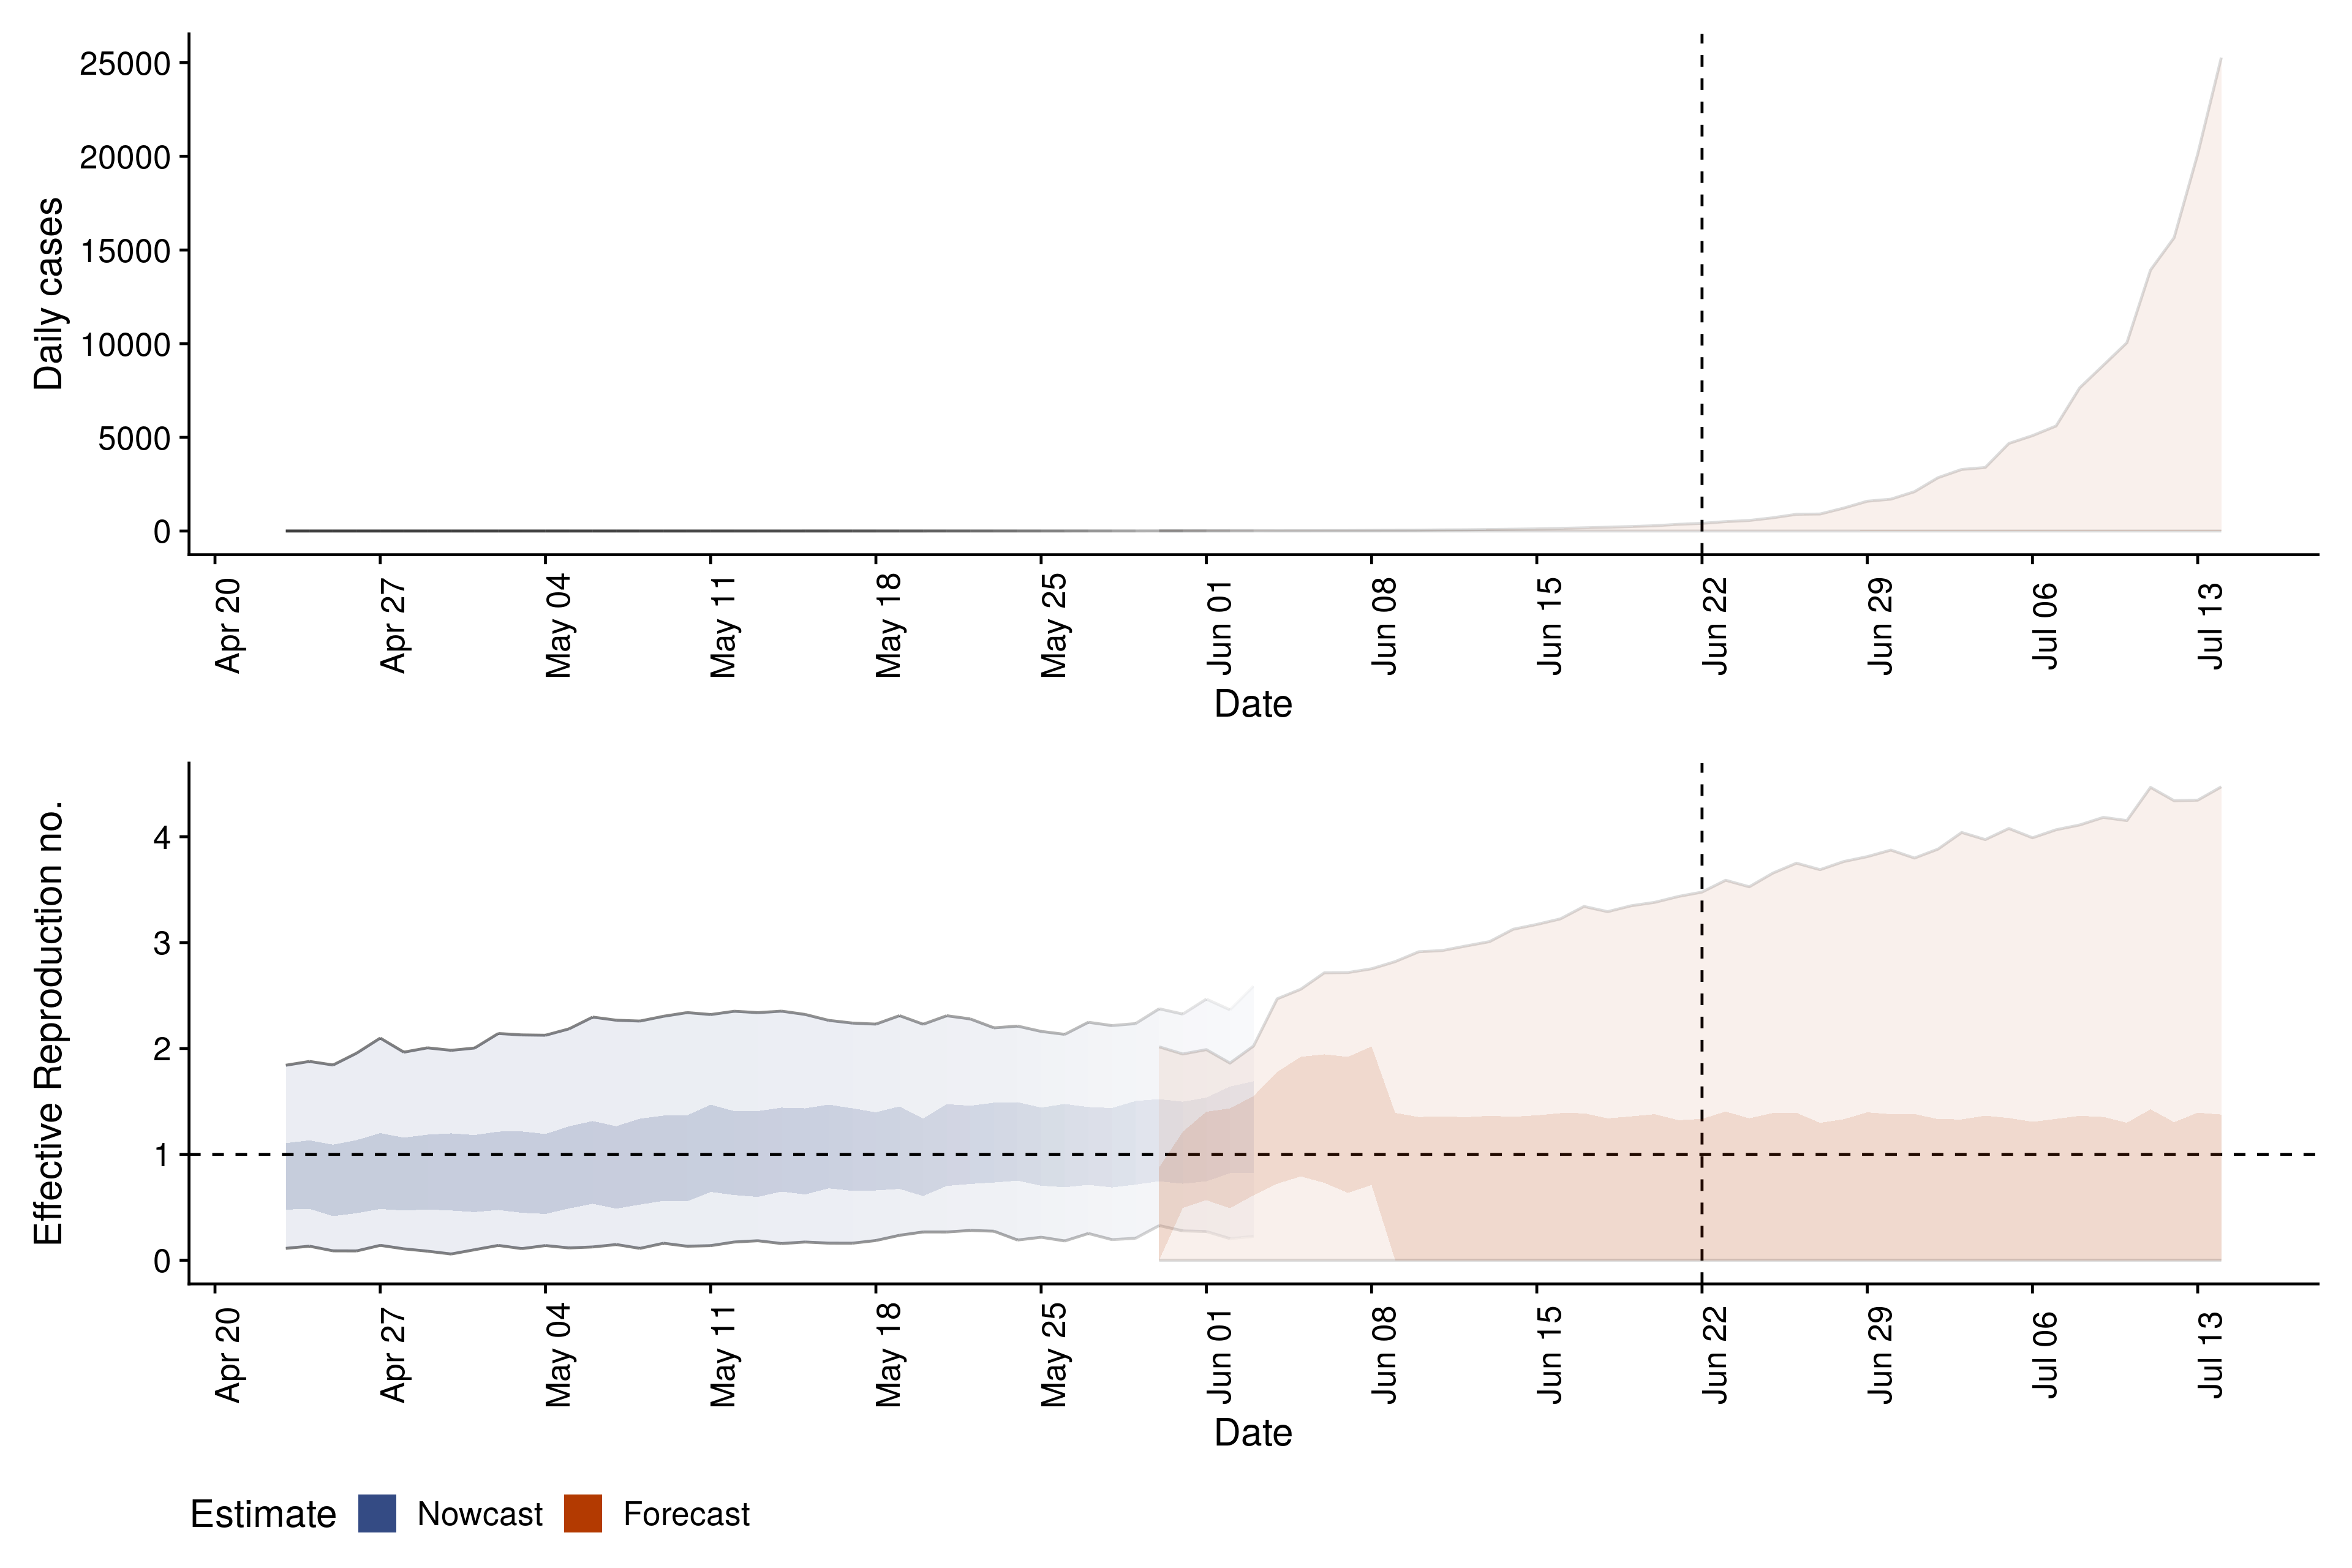 25000
20000
15000
10000
5000
0
Daily cases
Apr 20 Apr 27 May 04 May 11 May 18 May 25 Jun 01 Jun 08 Jun 15 Jun 22 Jun 29 Jul 06 Jul 13
Date
4
3
2
1
0
Effective Reproduction no.
Apr 20 Apr 27 May 04 May 11 May 18 May 25 Jun 01 Jun 08 Jun 15 Jun 22 Jun 29 Jul 06 Jul 13
Date
Estimate Nowcast Forecast